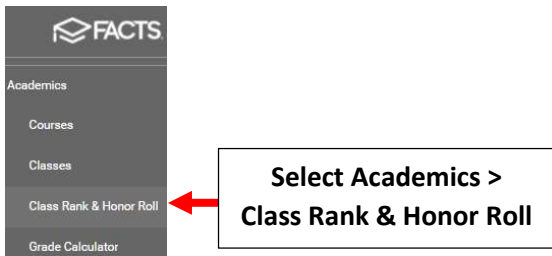 FACTS
Academics
Courses
Classes
Class Rank & Honor Roll
Grade Calculator
Select Academics >
Class Rank & Honor Roll